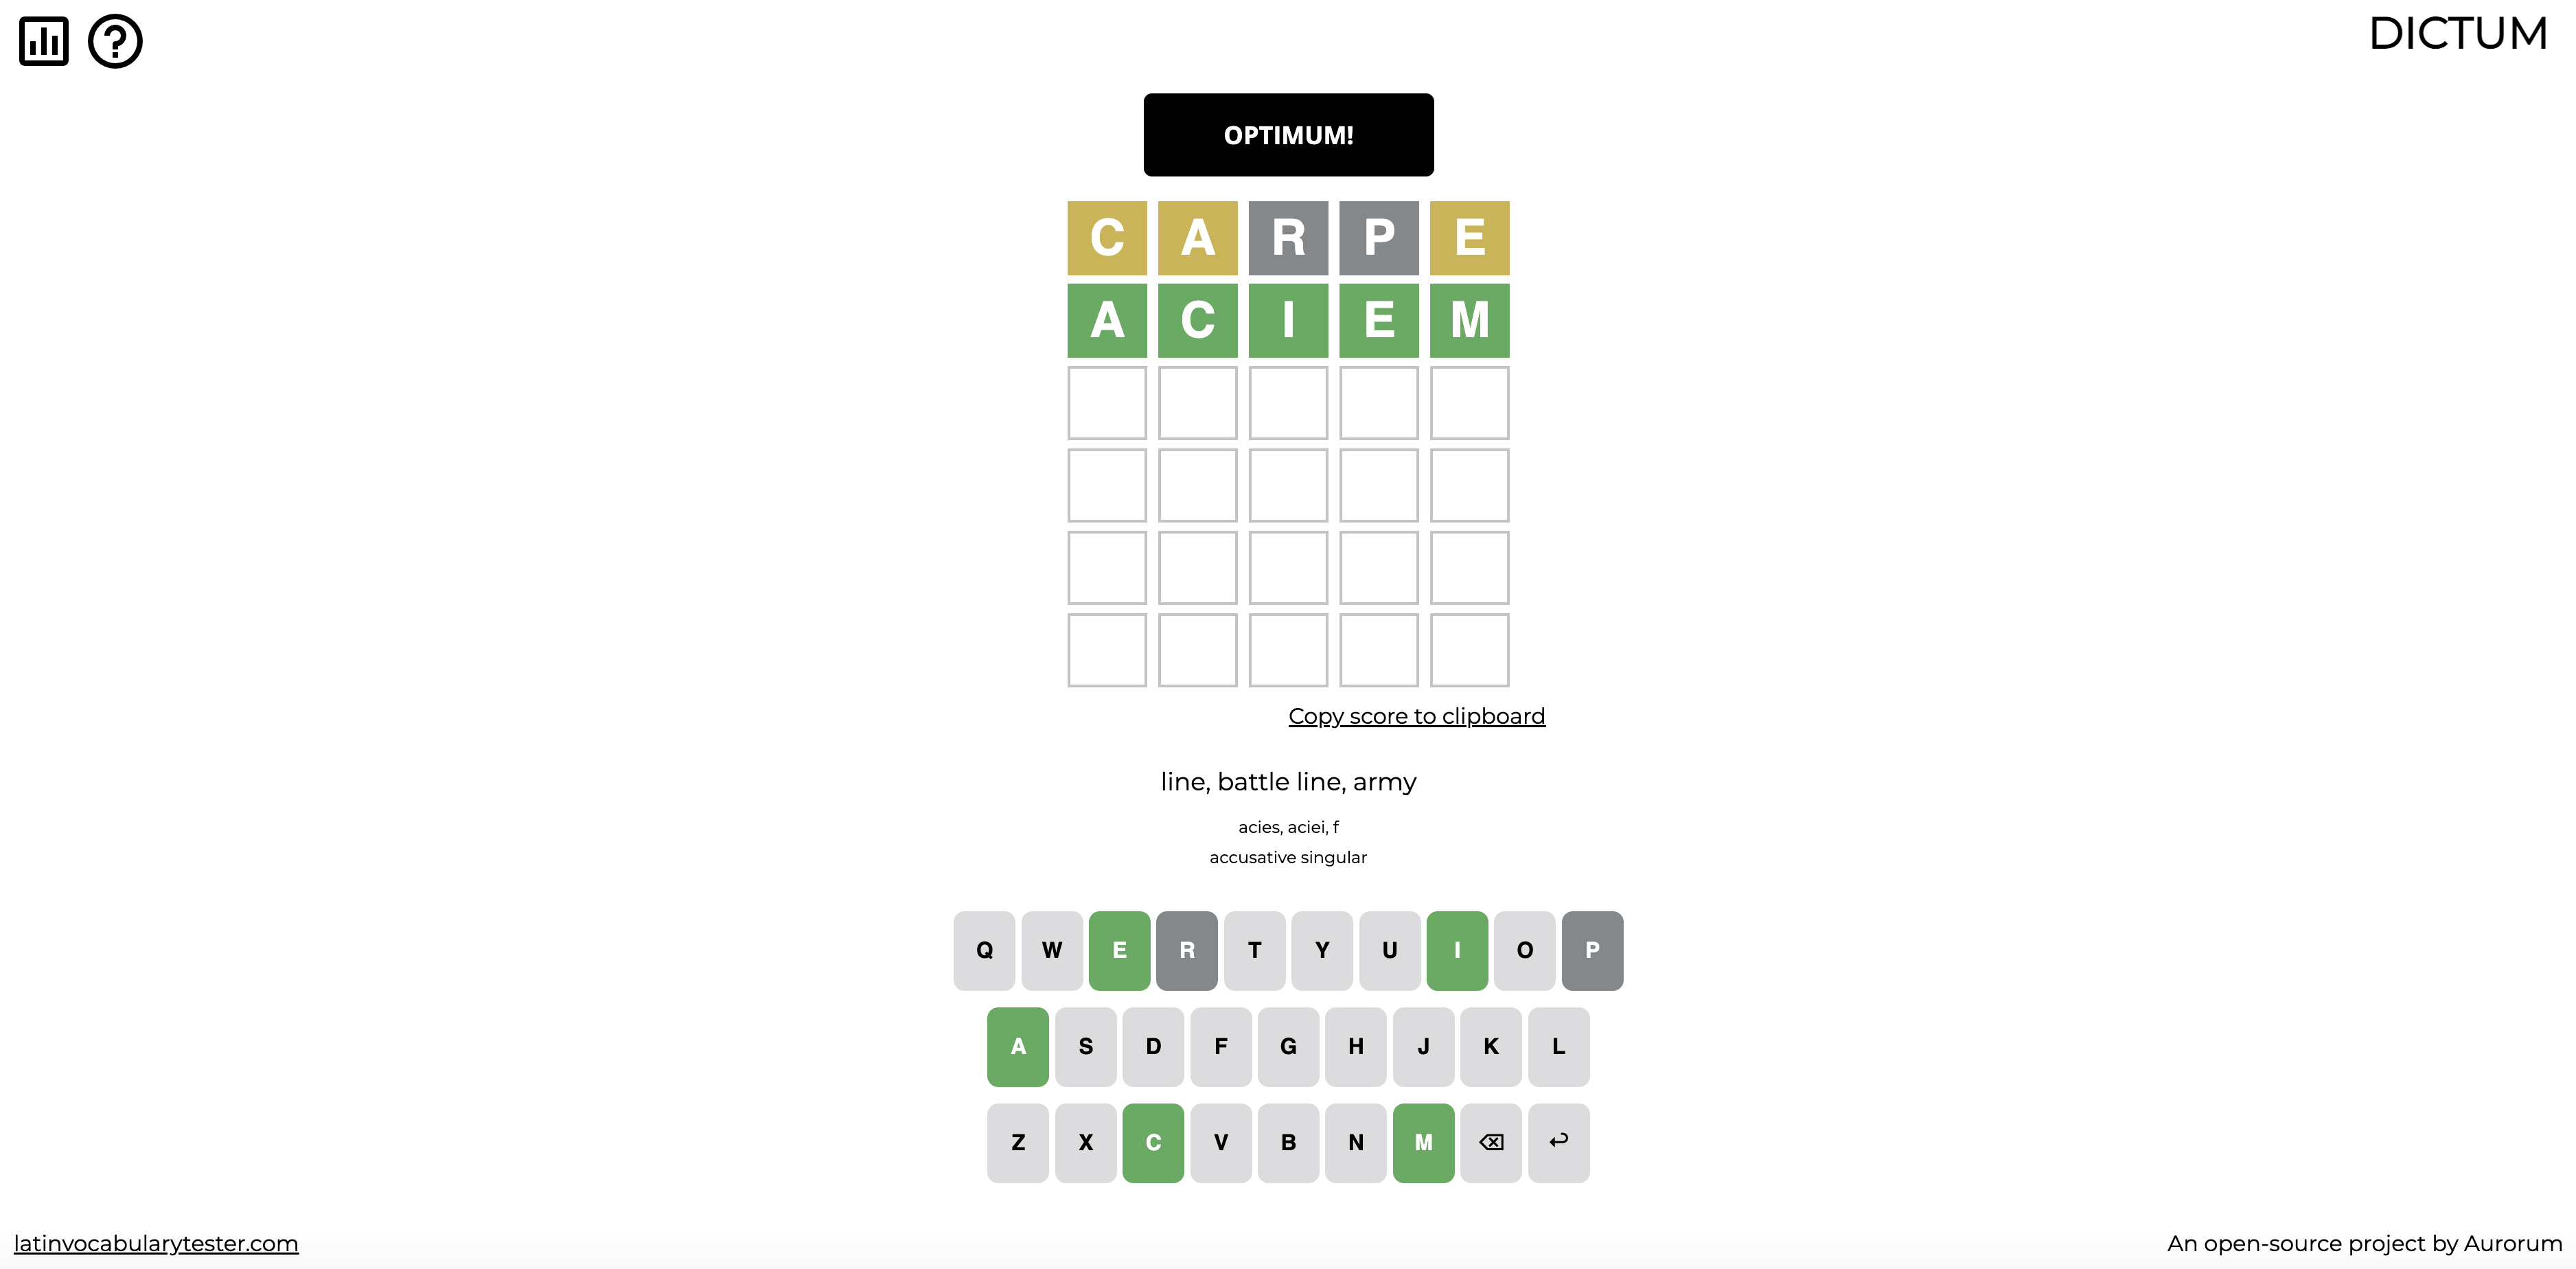 DICTUM
OPTIMUM!
C A R P E
A C I E M
Copy score to clipboard
line, battle line, army
acies, aciei, f
accusative singular
Q W E R T Y U I O P
A S D F G H J K L
Z X C V B N M
latinvocabularytester.com
An open-source project by Aurorum